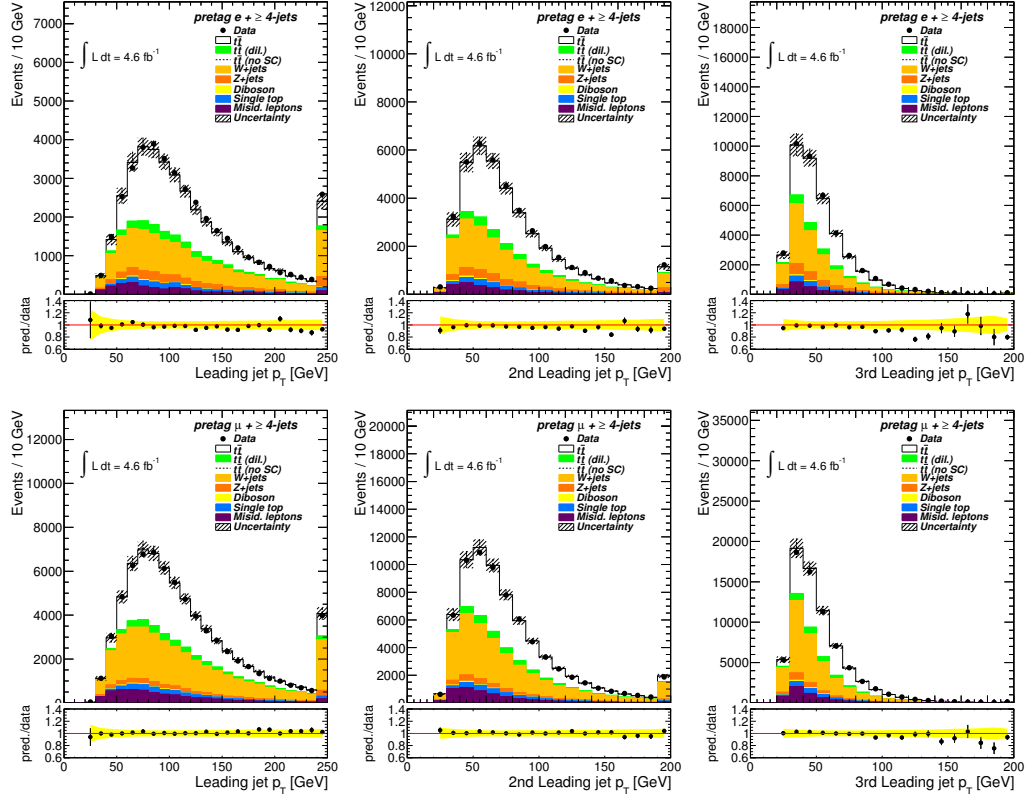 pretag e + ≥ 4-jets
Data
tt̄
tt̄ (dil.)
tt̄ (no SC)
W+jets
Z+jets
Diboson
Single top
Misid. leptons
Uncertainty
∫ L dt = 4.6 fb⁻¹
Events / 10 GeV
7000
6000
5000
4000
3000
2000
1000
0
pred./data
1.4
1.2
1
0.8
0.6
0 50 100 150 200 250
Leading jet p_T [GeV]
pretag e + ≥ 4-jets
Data
tt̄
tt̄ (dil.)
tt̄ (no SC)
W+jets
Z+jets
Diboson
Single top
Misid. leptons
Uncertainty
∫ L dt = 4.6 fb⁻¹
Events / 10 GeV
12000
10000
8000
6000
4000
2000
0
pred./data
1.4
1.2
1
0.8
0.6
0 50 100 150 200
2nd Leading jet p_T [GeV]
pretag e + ≥ 4-jets
Data
tt̄
tt̄ (dil.)
tt̄ (no SC)
W+jets
Z+jets
Diboson
Single top
Misid. leptons
Uncertainty
∫ L dt = 4.6 fb⁻¹
Events / 10 GeV
20000
18000
16000
14000
12000
10000
8000
6000
4000
2000
pred./data
1.4
1.2
1
0.8
0.6
0 50 100 150 200
3rd Leading jet p_T [GeV]
pretag μ + ≥ 4-jets
Data
tt̄
tt̄ (dil.)
tt̄ (no SC)
W+jets
Z+jets
Diboson
Single top
Misid. leptons
Uncertainty
∫ L dt = 4.6 fb⁻¹
Events / 10 GeV
12000
10000
8000
6000
4000
2000
pred./data
1.4
1.2
1
0.8
0.6
0 50 100 150 200 250
Leading jet p_T [GeV]
pretag μ + ≥ 4-jets
Data
tt̄
tt̄ (dil.)
tt̄ (no SC)
W+jets
Z+jets
Diboson
Single top
Misid. leptons
Uncertainty
∫ L dt = 4.6 fb⁻¹
Events / 10 GeV
20000
18000
16000
14000
12000
10000
8000
6000
4000
2000
0
pred./data
1.4
1.2
1
0.8
0.6
0 50 100 150 200
2nd Leading jet p_T [GeV]
pretag μ + ≥ 4-jets
Data
tt̄
tt̄ (dil.)
tt̄ (no SC)
W+jets
Z+jets
Diboson
Single top
Misid. leptons
Uncertainty
∫ L dt = 4.6 fb⁻¹
Events / 10 GeV
35000
30000
25000
20000
15000
10000
5000
0
pred./data
1.4
1.2
1
0.8
0.6
0 50 100 150 200
3rd Leading jet p_T [GeV]